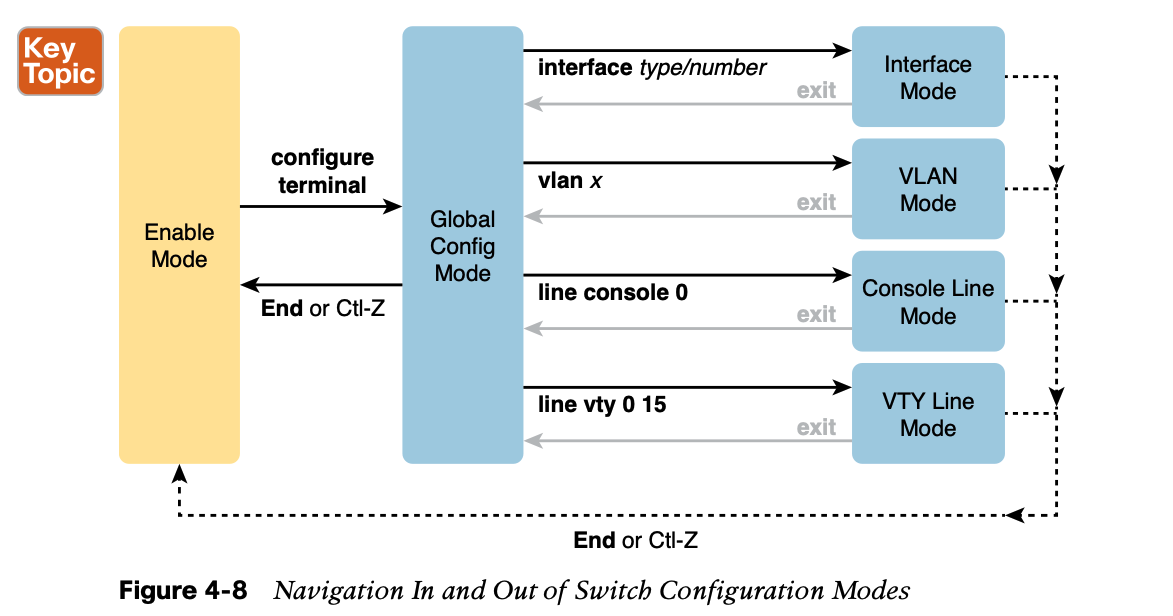 Key
Topic
Enable
Mode
configure
terminal
End or Ctl-Z
Global
Config
Mode
interface type/number
exit
Interface
Mode
vlan x
exit
VLAN
Mode
line console 0
exit
Console Line
Mode
line vty 0 15
exit
VTY Line
Mode
End or Ctl-Z
Figure 4-8 Navigation In and Out of Switch Configuration Modes